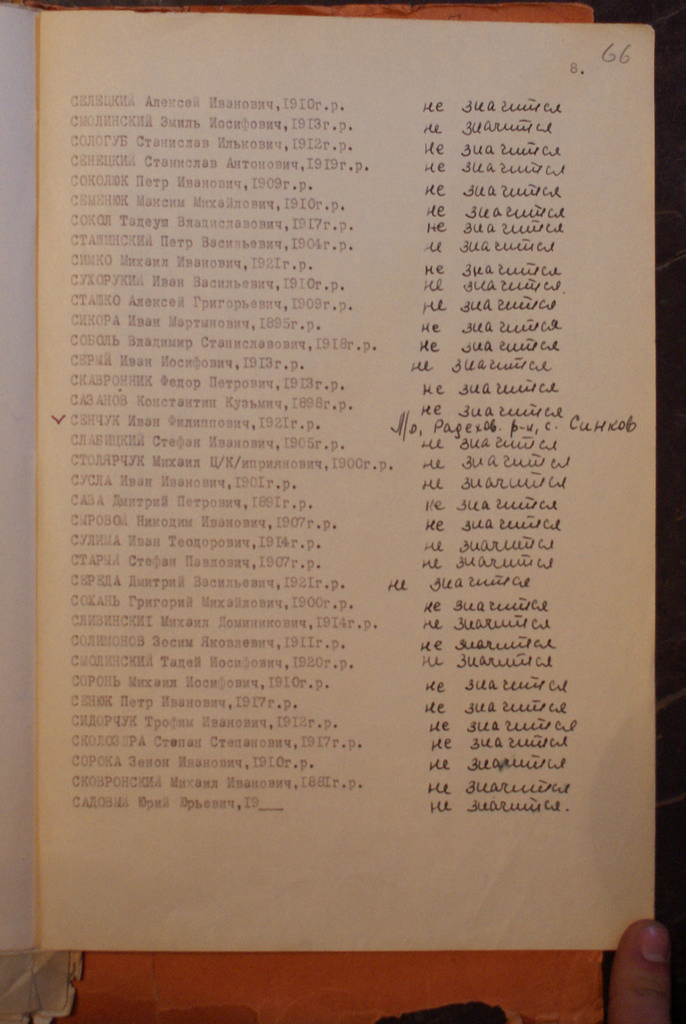 66
8.
СЕЛЕЦКИЙ Алексей Иванович,1910г.р. не значится
СМОЛИНСКИЙ Эмиль Иосифович,1913г.р. не значится
СОЛОГУБ Станислав Илькович,1912г.р. не значится
СЕНЕЦКИЙ Станислав Антонович,1919г.р. не значится
СОКОЛЮК Петр Иванович,1909г.р. не значится
СЕМЕНЮК Максим Михайлович,1910г.р. не значится
СОКОЛ Тадеуш Владиславович,1917г.р. не значится
СТАШИНСКИЙ Петр Васильевич,1904г.р. не значится
СИМКО Михаил Иванович,1921г.р. не значится
СУХОРУКИЙ Иван Васильевич,1910г.р. не значится.
СТАШКО Алексей Григорьевич,1909г.р. не значится
СИКОРА Иван Мартынович,1895г.р. не значится
СОБОЛЬ Владимир Станиславович,1918г.р. не значится
СЕРЫЙ Иван Иосифович,1913г.р. не значится
СКАВРОННИК Федор Петрович,1913г.р. не значится
САЗАНОВ Константин Кузьмич,1898г.р. не значится
СЕНЧУК Иван Филиппович,1921г.р. Л/о, Радехов. р-н, с. Синков
СЛАВИЦКИЙ Стефан Иванович,1905г.р. не значится
СТОЛЯРЧУК Михаил Ц/К/иприянович,1900г.р. не значится
СУСЛА Иван Иванович,1901г.р. не значится
САВА Дмитрий Петрович,1891г.р. не значится
СЫРОВОЙ Никодим Иванович,1907г.р. не значится
СУЛИМА Иван Теодорович,1914г.р. не значится
СТАРЫЙ Стефан Павлович,1907г.р. не значится
СЕРЕДА Дмитрий Васильевич,1921г.р. не значится
СОХАНЬ Григорий Михайлович,1900г.р. не значится
СЛИВИНСКИЙ Михаил Доминикович,1914г.р. не значится
СОЛИМОНОВ Зосим Яковлевич,1911г.р. не значится
СМОЛИНСКИЙ Тадей Иосифович,1920г.р. не значится
СОРОНЬ Михаил Иосифович,1910г.р. не значится
СЕНЮК Петр Иванович,1917г.р. не значится
СИДОРЧУК Трофим Иванович,1912г.р. не значится
СКОЛОЗДРА Степан Степанович,1917г.р. не значится
СОРОКА Зенон Иванович,1910г.р. не значится
СКОВРОНСКИЙ Михаил Иванович,1881г.р. не значится
САДОВЫЙ Юрий Юрьевич,19___ не значится.